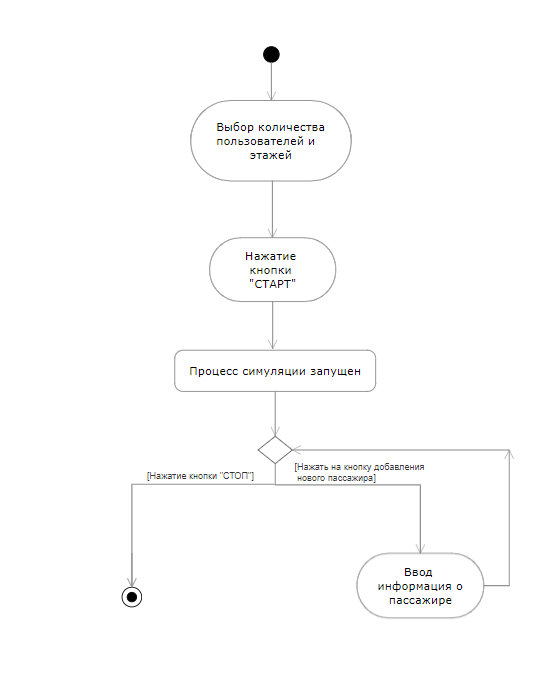 Выбор количества
пользователей и
этажей
Нажатие
кнопки
"СТАРТ"
Процесс симуляции запущен
[Нажатие кнопки "СТОП"]
[Нажать на кнопку добавления
нового пассажира]
Ввод
информация о
пассажире